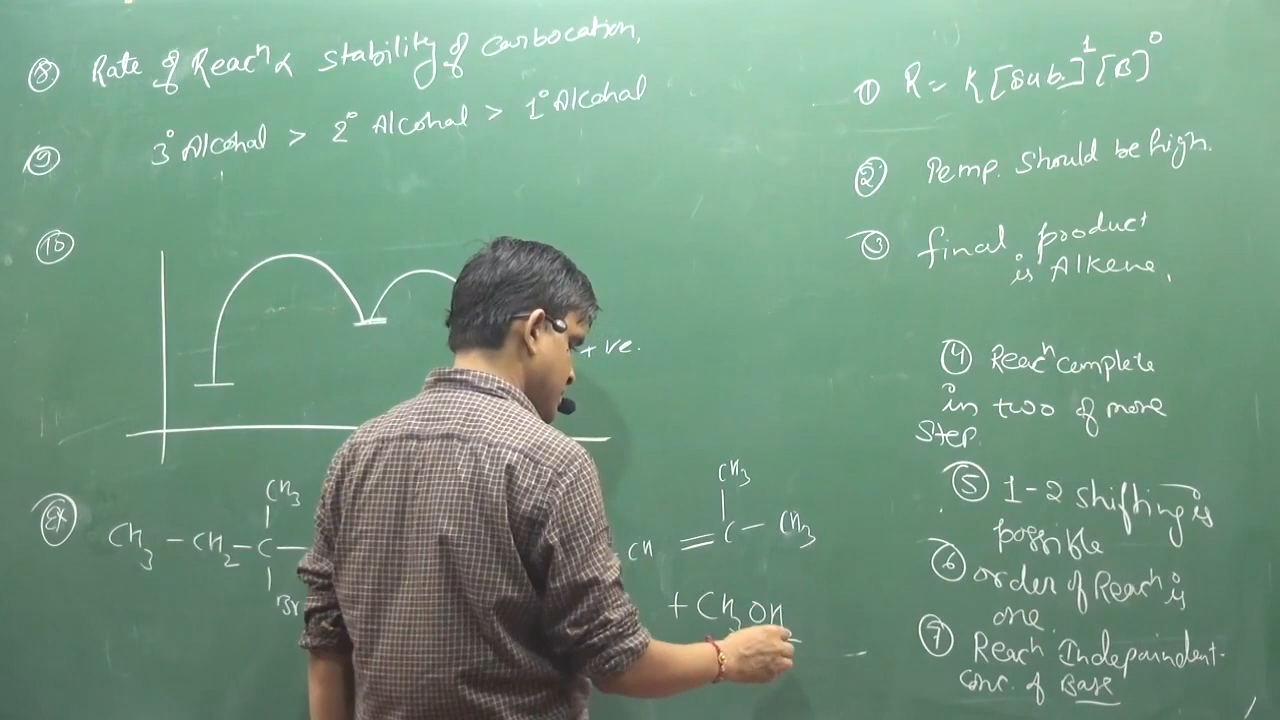 ⑧ Rate of Reacⁿ ∝ stability of carbocation,
⑨ 3° Alcohal > 2° Alcohal > 1° Alcohal
⑩
+ve.
Ex
CH₃
CH₃ – CH₂ – C –
Br
CH₃
CH = C – CH₃
+ CH₃OH
① R = K [Sub.]¹ [B]⁰
② Temp. should be high.
③ final product
is Alkene,
④ Reacⁿ complete
in two of more
Step.
⑤ 1-2 shifting is
possible
⑥ order of Reacⁿ is
one.
⑦ Reacⁿ Indepaindent.
Conc. of Base